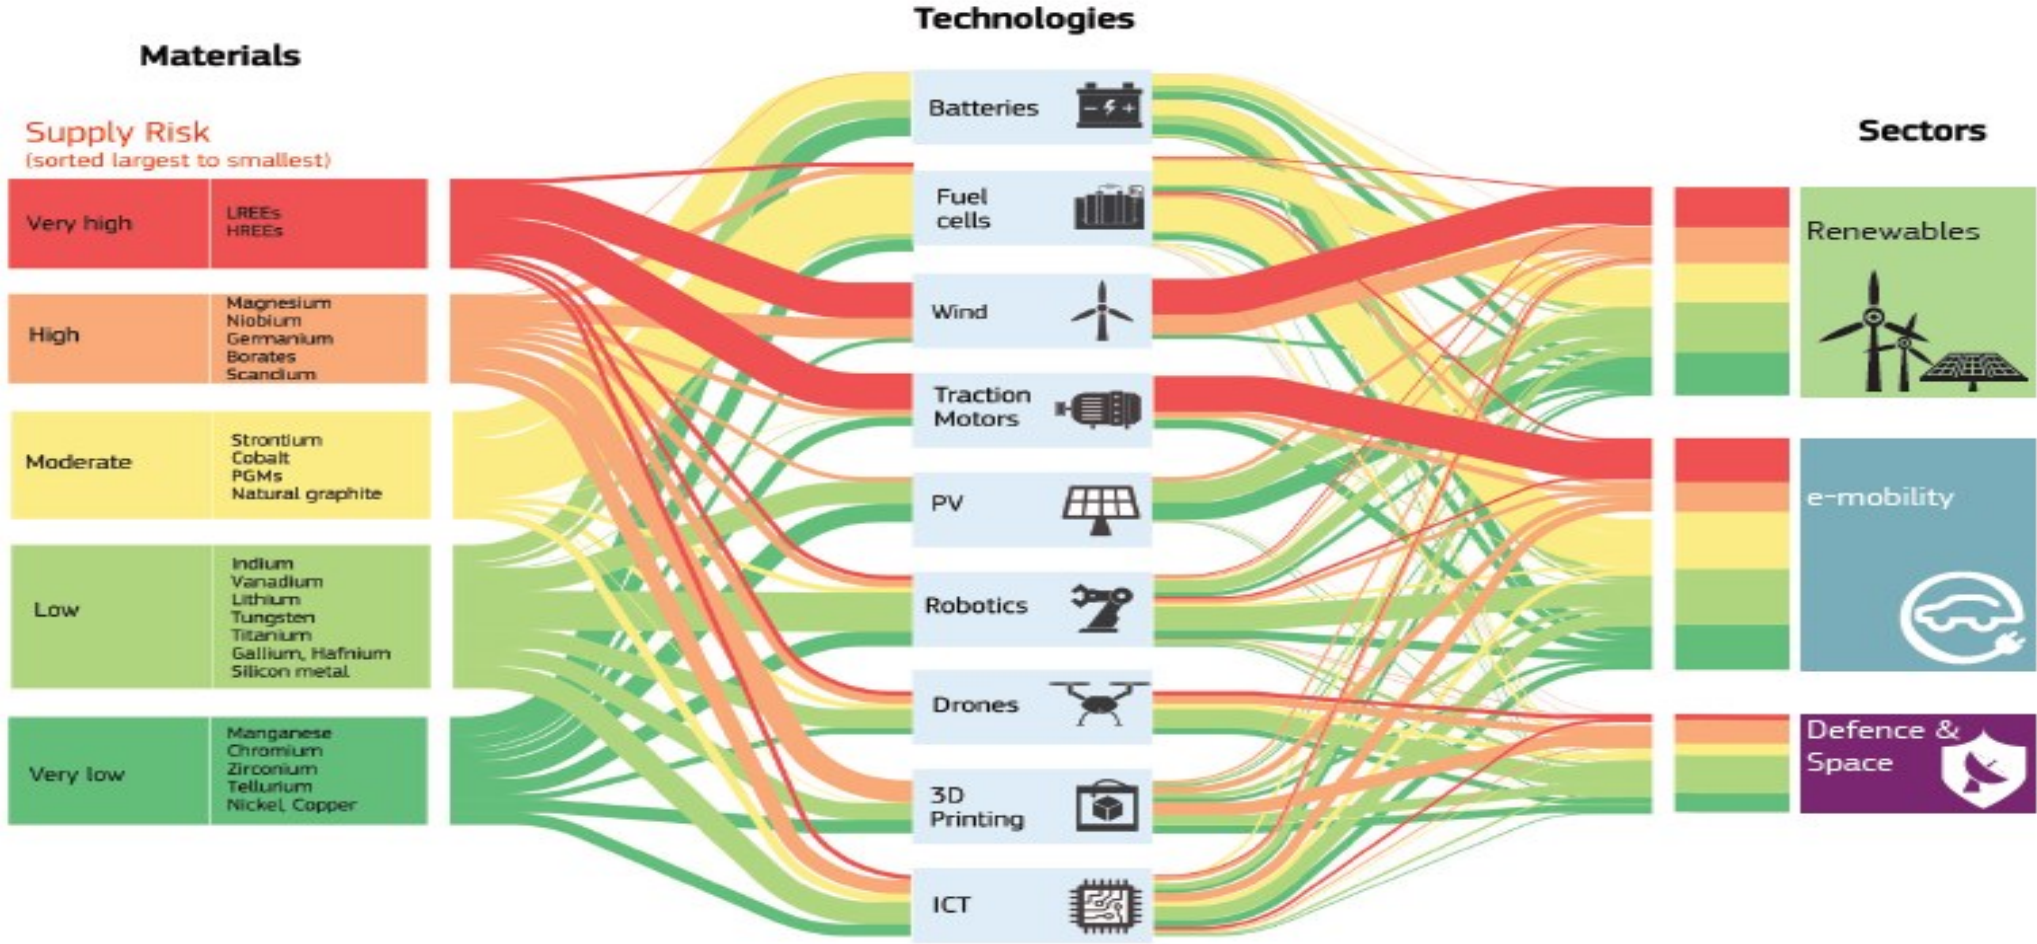 Technologies
Materials
Sectors
Supply Risk
(sorted largest to smallest)
Very high
LREEs
HREEs
High
Magnesium
Niobium
Germanium
Borates
Scandium
Moderate
Strontium
Cobalt
PGMs
Natural graphite
Low
Indium
Vanadium
Lithium
Tungsten
Titanium
Gallium, Hafnium
Silicon metal
Very low
Manganese
Chromium
Zirconium
Tellurium
Nickel, Copper
Batteries
Fuel
cells
Wind
Traction
Motors
PV
Robotics
Drones
3D
Printing
ICT
Renewables
e-mobility
Defence &
Space